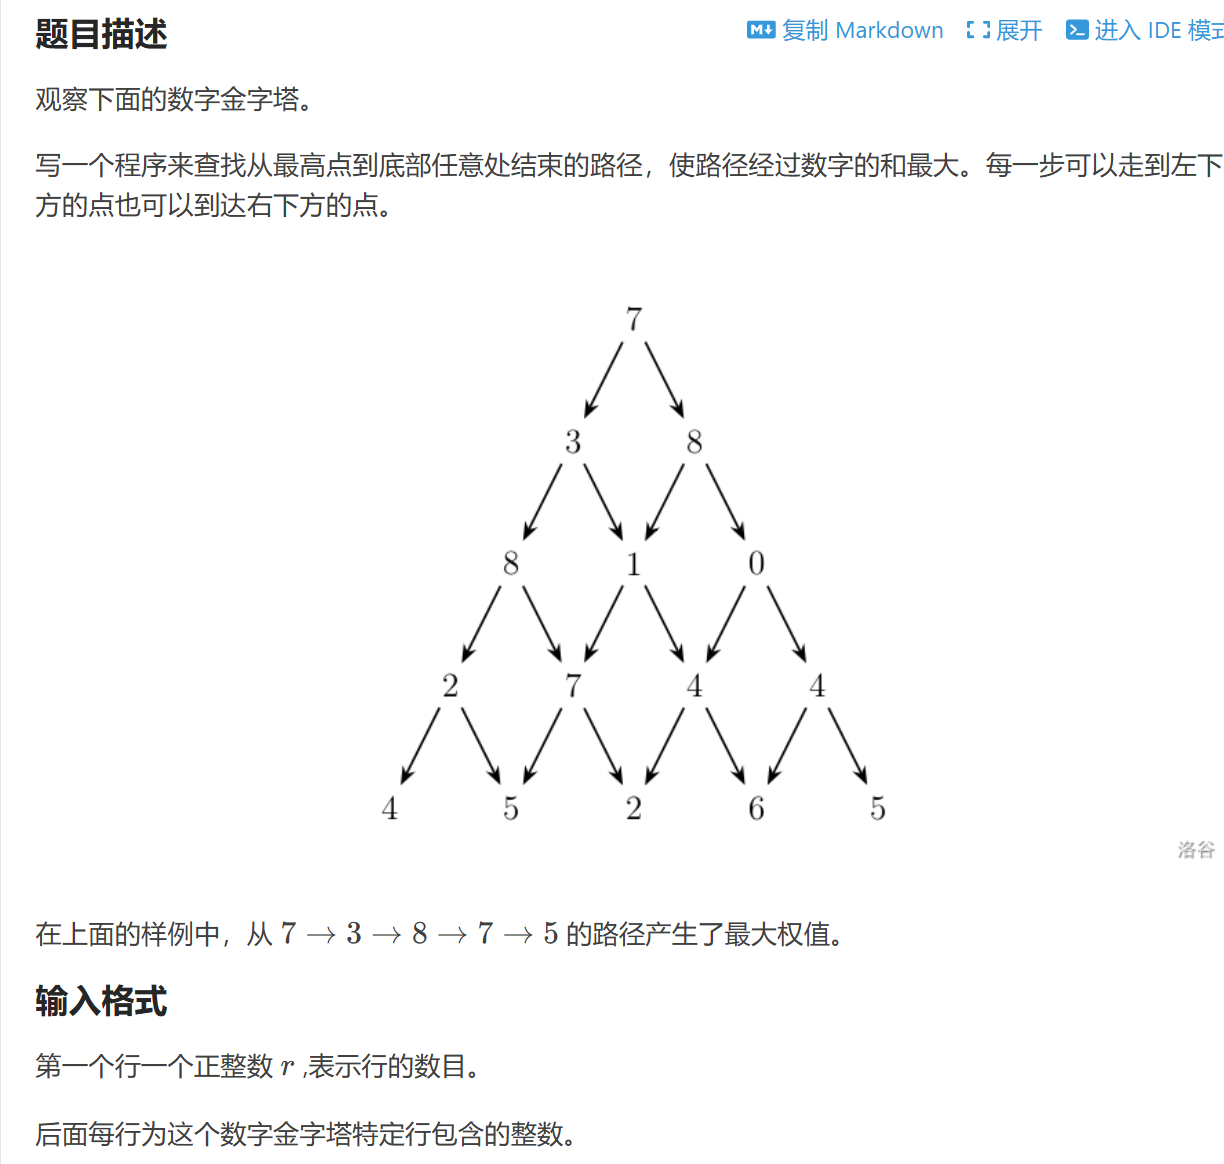 题目描述
复制 Markdown 展开 进入 IDE 模式
观察下面的数字金字塔。
写一个程序来查找从最高点到底部任意处结束的路径，使路径经过数字的和最大。每一步可以走到左下
方的点也可以到达右下方的点。
7
3 8
8 1 0
2 7 4 4
4 5 2 6 5
洛谷
在上面的样例中，从 7 → 3 → 8 → 7 → 5 的路径产生了最大权值。
输入格式
第一个行一个正整数 r ,表示行的数目。
后面每行为这个数字金字塔特定行包含的整数。